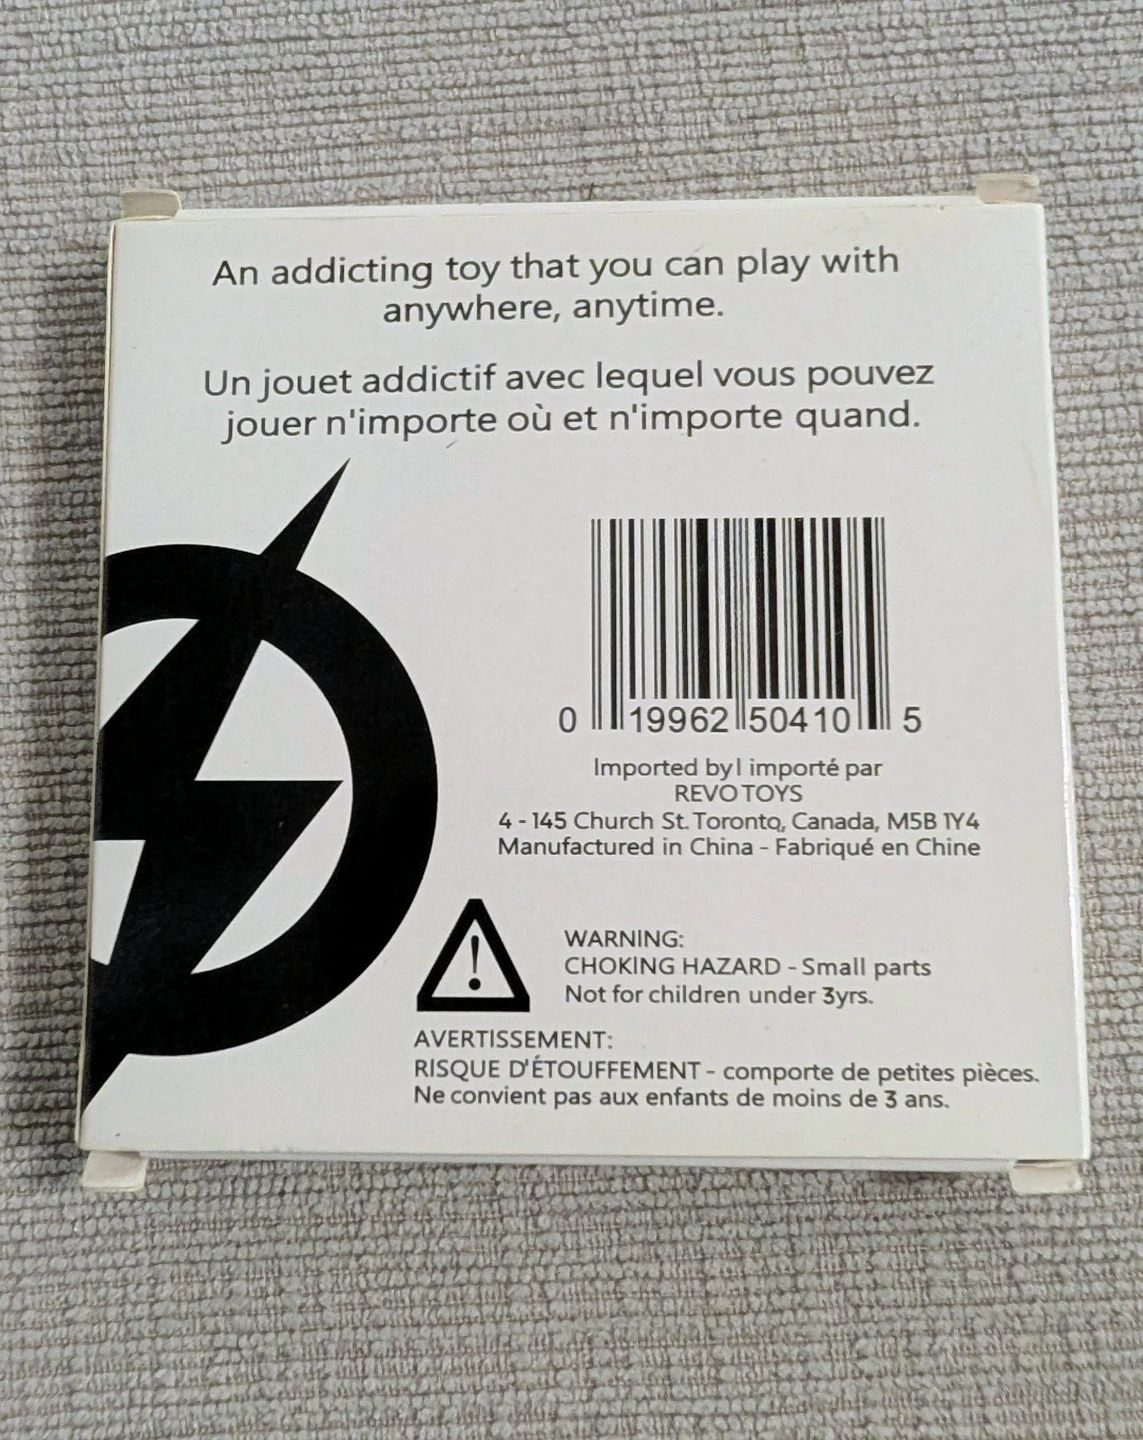 An addicting toy that you can play with
anywhere, anytime.
Un jouet addictif avec lequel vous pouvez
jouer n'importe où et n'importe quand.
0 19962 50410 5
Imported by| importé par
REVO TOYS
4 - 145 Church St. Toronto, Canada, M5B 1Y4
Manufactured in China - Fabriqué en Chine
!
WARNING:
CHOKING HAZARD - Small parts
Not for children under 3yrs.
AVERTISSEMENT:
RISQUE D'ÉTOUFFEMENT - comporte de petites pièces.
Ne convient pas aux enfants de moins de 3 ans.